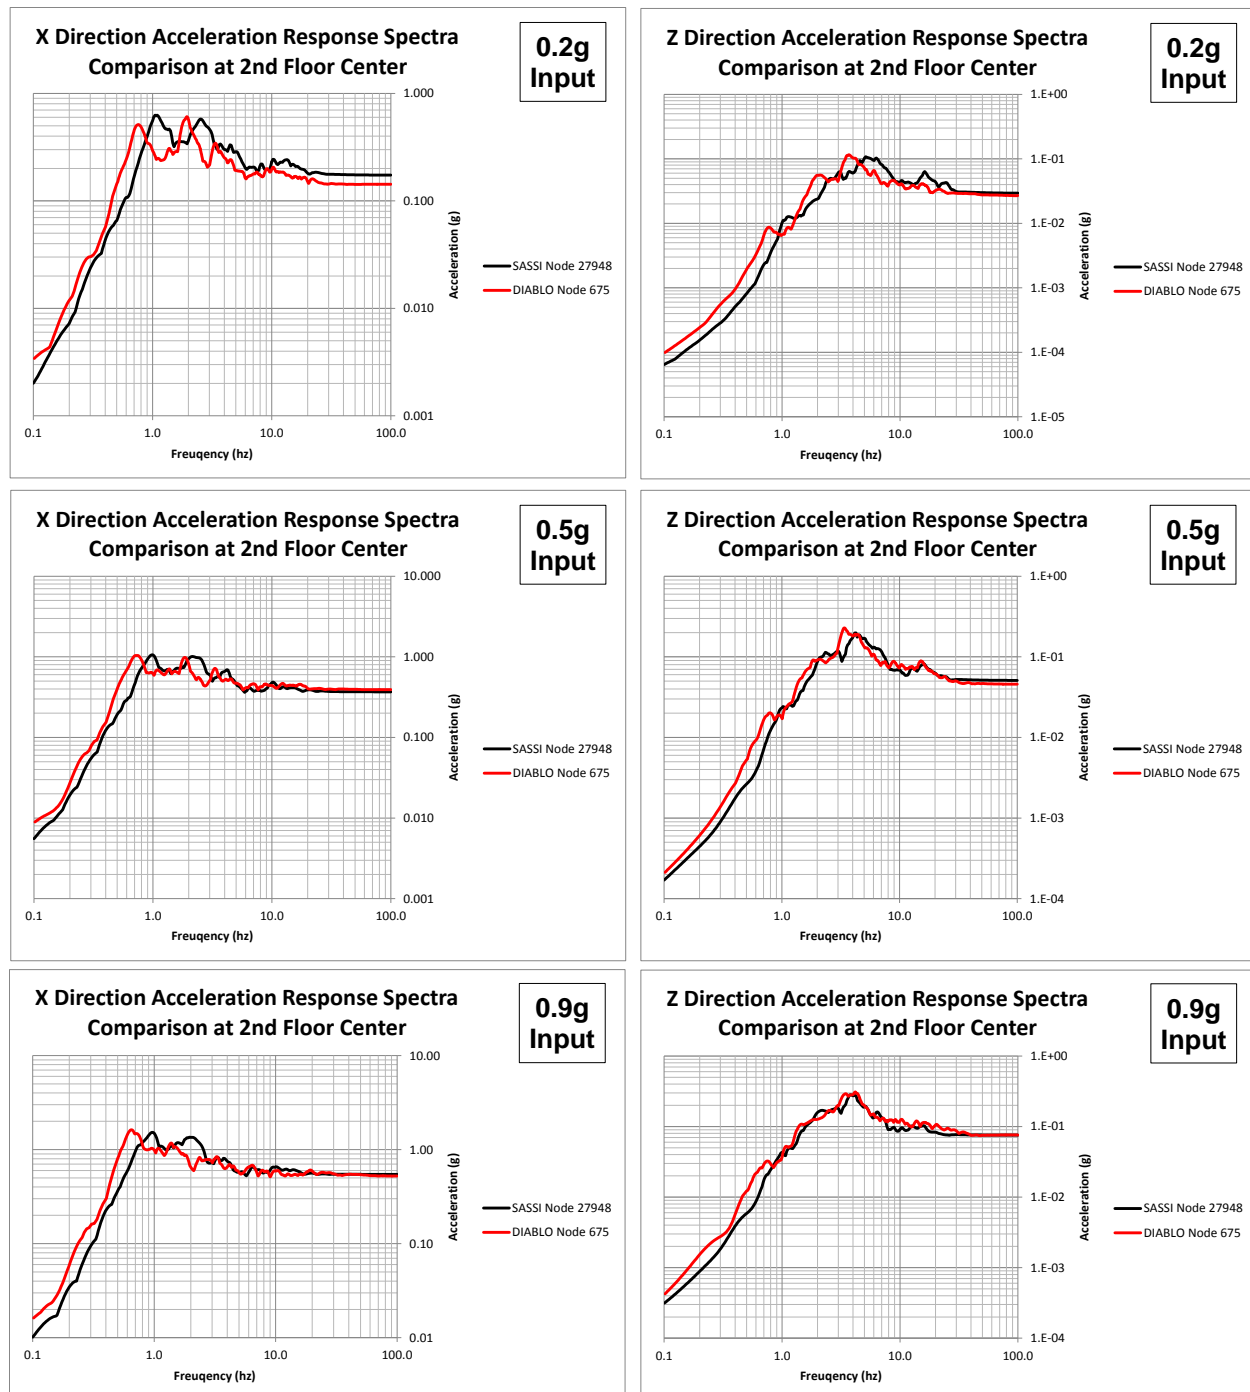 X Direction Acceleration Response Spectra
Comparison at 2nd Floor Center
0.2g
Input
1.000
0.100
0.010
0.001
Acceleration (g)
SASSI Node 27948
DIABLO Node 675
0.1
1.0
10.0
100.0
Freuqency (hz)
Z Direction Acceleration Response Spectra
Comparison at 2nd Floor Center
0.2g
Input
1.E+00
1.E-01
1.E-02
1.E-03
1.E-04
1.E-05
Acceleration (g)
SASSI Node 27948
DIABLO Node 675
0.1
1.0
10.0
100.0
Freuqency (hz)
X Direction Acceleration Response Spectra
Comparison at 2nd Floor Center
0.5g
Input
10.000
1.000
0.100
0.010
0.001
Acceleration (g)
SASSI Node 27948
DIABLO Node 675
0.1
1.0
10.0
100.0
Freuqency (hz)
Z Direction Acceleration Response Spectra
Comparison at 2nd Floor Center
0.5g
Input
1.E+00
1.E-01
1.E-02
1.E-03
1.E-04
Acceleration (g)
SASSI Node 27948
DIABLO Node 675
0.1
1.0
10.0
100.0
Freuqency (hz)
X Direction Acceleration Response Spectra
Comparison at 2nd Floor Center
0.9g
Input
10.00
1.00
0.10
0.01
Acceleration (g)
SASSI Node 27948
DIABLO Node 675
0.1
1.0
10.0
100.0
Freuqency (hz)
Z Direction Acceleration Response Spectra
Comparison at 2nd Floor Center
0.9g
Input
1.E+00
1.E-01
1.E-02
1.E-03
1.E-04
Acceleration (g)
SASSI Node 27948
DIABLO Node 675
0.1
1.0
10.0
100.0
Freuqency (hz)